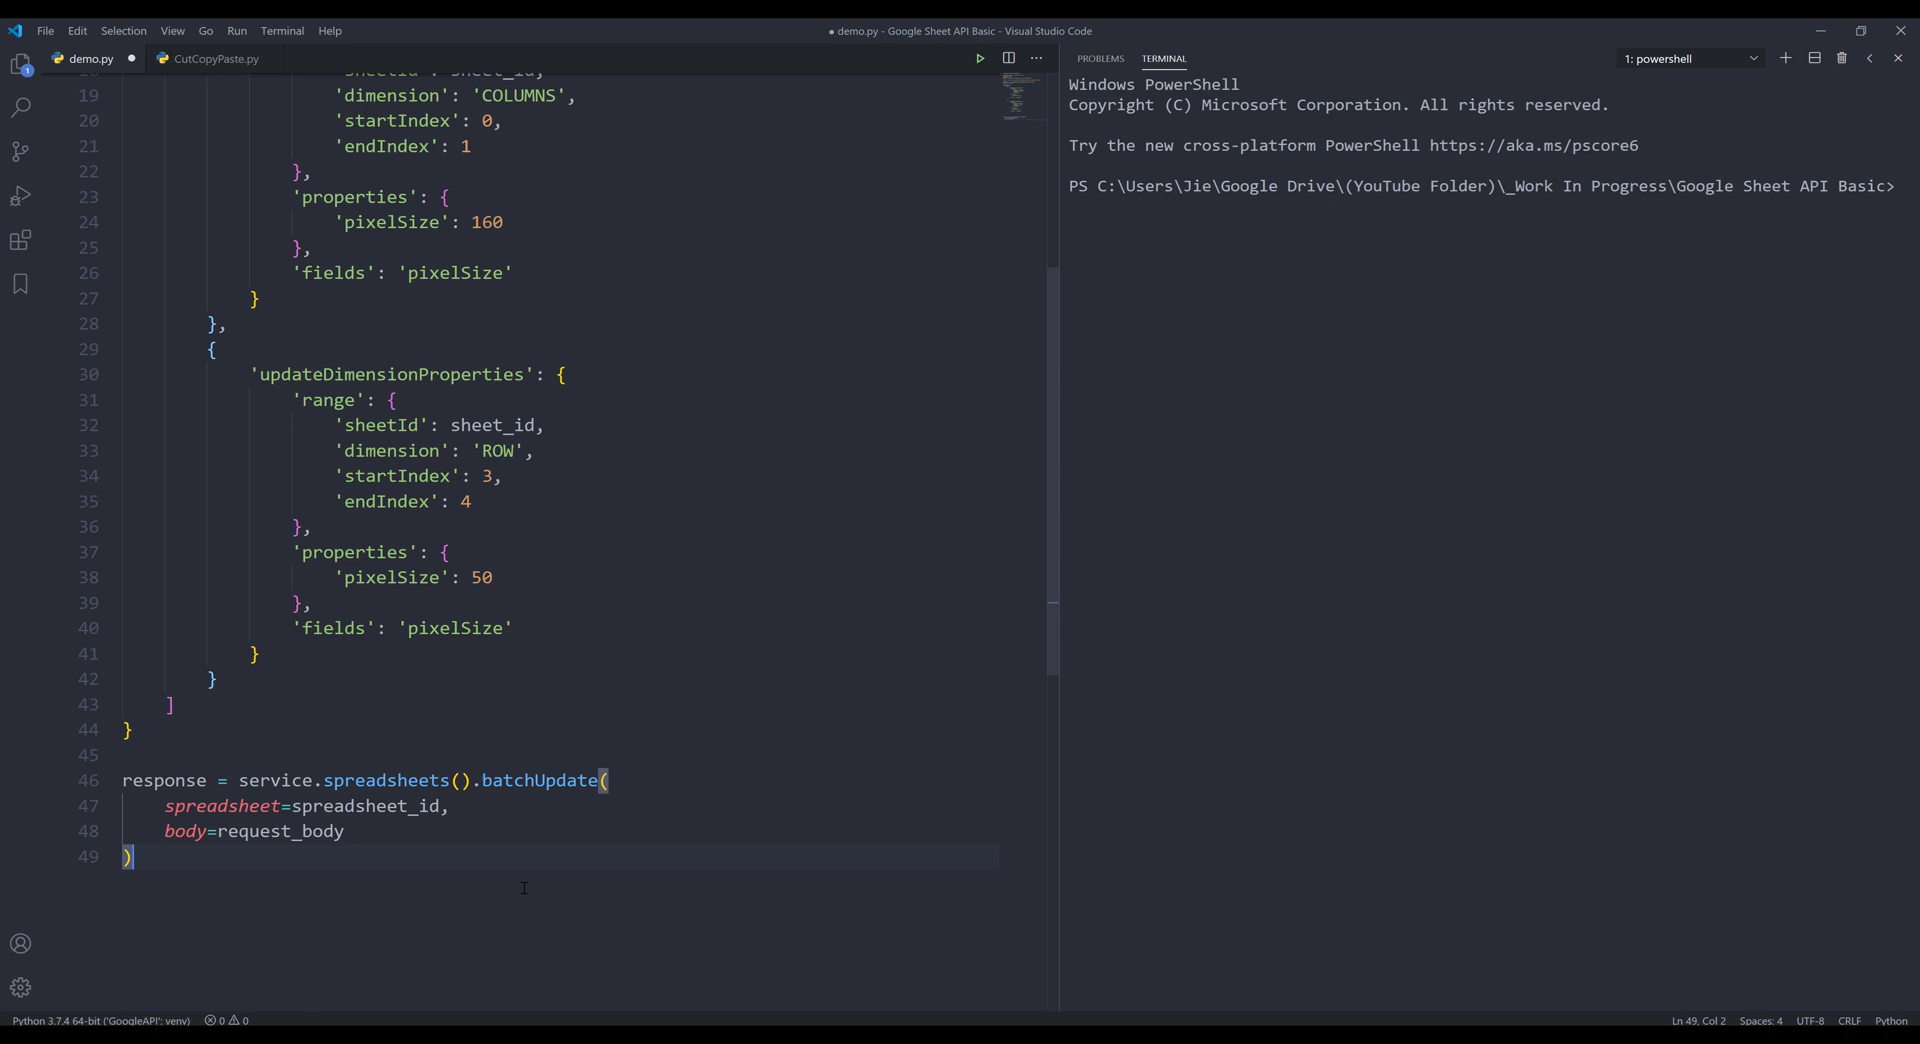 File Edit Selection View Go Run Terminal Help
● demo.py - Google Sheet API Basic - Visual Studio Code
demo.py ●
CutCopyPaste.py
19 'dimension': 'COLUMNS',
20 'startIndex': 0,
21 'endIndex': 1
22 },
23 'properties': {
24 'pixelSize': 160
25 },
26 'fields': 'pixelSize'
27 }
28 },
29 {
30 'updateDimensionProperties': {
31 'range': {
32 'sheetId': sheet_id,
33 'dimension': 'ROW',
34 'startIndex': 3,
35 'endIndex': 4
36 },
37 'properties': {
38 'pixelSize': 50
39 },
40 'fields': 'pixelSize'
41 }
42 }
43 ]
44 }
45
46 response = service.spreadsheets().batchUpdate(
47 spreadsheet=spreadsheet_id,
48 body=request_body
49 )
PROBLEMS TERMINAL
1: powershell
Windows PowerShell
Copyright (C) Microsoft Corporation. All rights reserved.
Try the new cross-platform PowerShell https://aka.ms/pscore6
PS C:\Users\Jie\Google Drive\(YouTube Folder)\_Work In Progress\Google Sheet API Basic>
1
Python 3.7.4 64-bit ('GoogleAPI': venv) 0 0
Ln 49, Col 2 Spaces: 4 UTF-8 CRLF Python